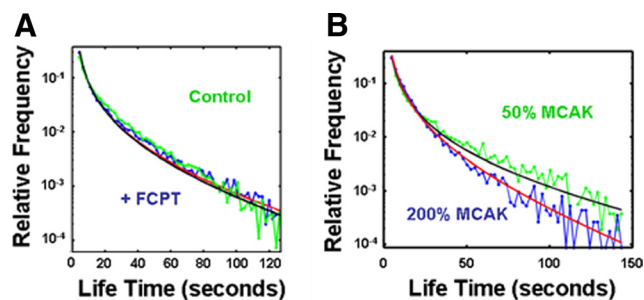 A
Relative Frequency
10-1
10-2
10-3
10-4
Control
+ FCPT
0 20 40 60 80 100 120
Life Time (seconds)
B
Relative Frequency
10-1
10-2
10-3
10-4
50% MCAK
200% MCAK
0 50 100 150
Life Time (seconds)